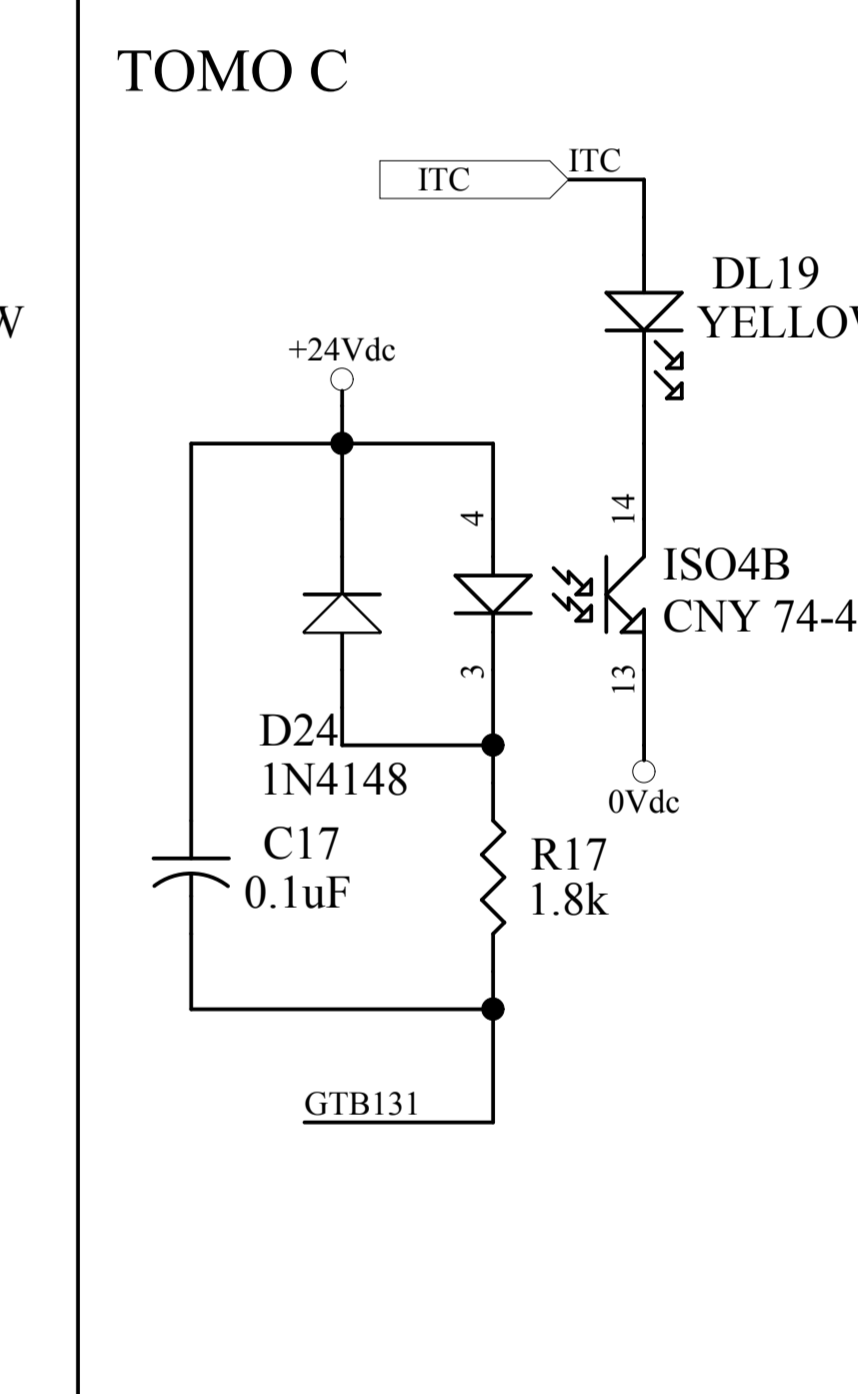 TOMO C
ITC
ITC
DL19
W
YELLOW
+24Vdc
4
14
ISO4B
CNY 74-4
3
13
D24
1N4148
0Vdc
C17
0.1uF
R17
1.8k
GTB131